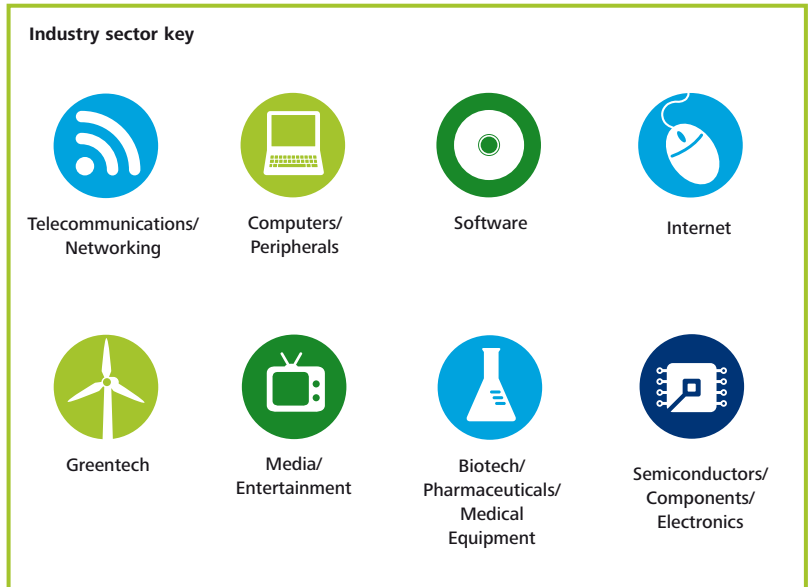 Industry sector key
Telecommunications/
Networking
Computers/
Peripherals
Software
Internet
Greentech
Media/
Entertainment
Biotech/
Pharmaceuticals/
Medical
Equipment
Semiconductors/
Components/
Electronics